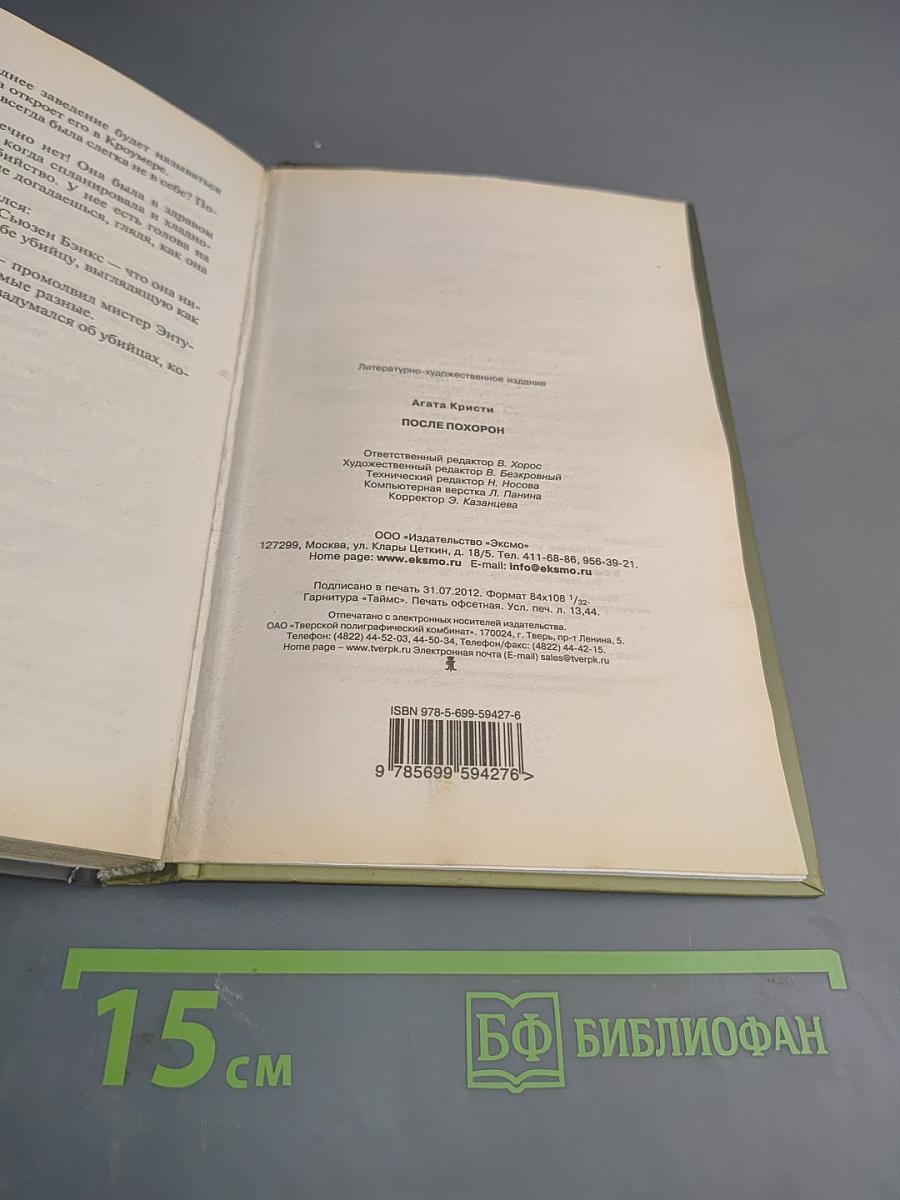 днее заведение будет называться
а откроет его в Кроумере.
всегда была слегка не в себе? По-
ечно нет! Она была в здравом
когда спланировала и хладно-
бийство. У нее есть голова на
не догадаешься, глядя, как она
лся:
Сьюзен Бэнкс — что она ни-
бе убийцу, выглядящую как
– промолвил мистер Энту-
мые разные.
задумался об убийцах, ко-
Литературно-художественное издание
Агата Кристи
ПОСЛЕ ПОХОРОН
Ответственный редактор В. Хорос
Художественный редактор В. Безкровный
Технический редактор Н. Носова
Компьютерная верстка Л. Панина
Корректор Э. Казанцева
ООО «Издательство «Эксмо»
127299, Москва, ул. Клары Цеткин, д. 18/5. Тел. 411-68-86, 956-39-21.
Home page: www.eksmo.ru E-mail: info@eksmo.ru
Подписано в печать 31.07.2012. Формат 84x108 1/32.
Гарнитура «Таймс». Печать офсетная. Усл. печ. л. 13,44.
Отпечатано с электронных носителей издательства.
ОАО «Тверской полиграфический комбинат». 170024, г. Тверь, пр-т Ленина, 5.
Телефон: (4822) 44-52-03, 44-50-34, Телефон/факс: (4822) 44-42-15.
Home page – www.tverpk.ru Электронная почта (E-mail) sales@tverpk.ru
ISBN 978-5-699-59427-6
9 785699 594276 >
15 см
БФ БИБЛИОФАН